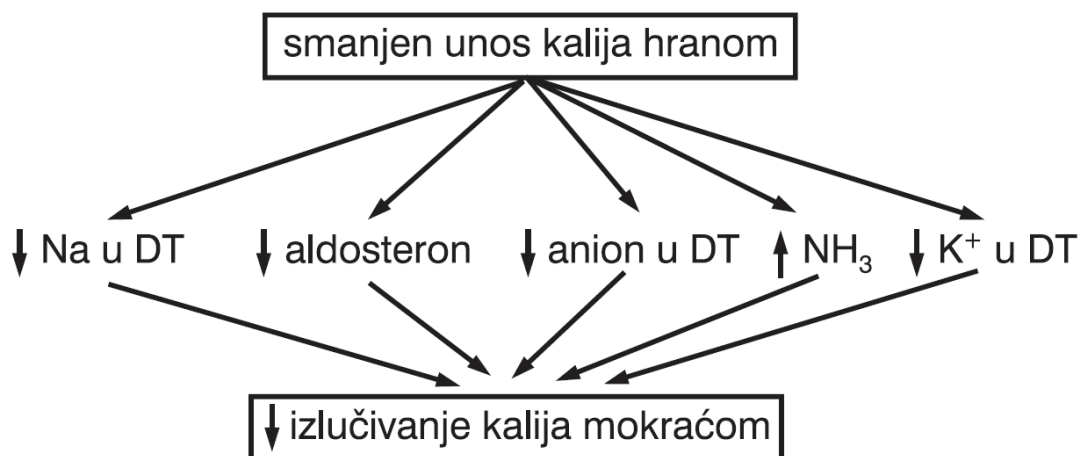 smanjen unos kalija hranom
↓ Na u DT ↓ aldosteron ↓ anion u DT ↑ NH₃ ↓ K⁺ u DT
↓ izlučivanje kalija mokraćom